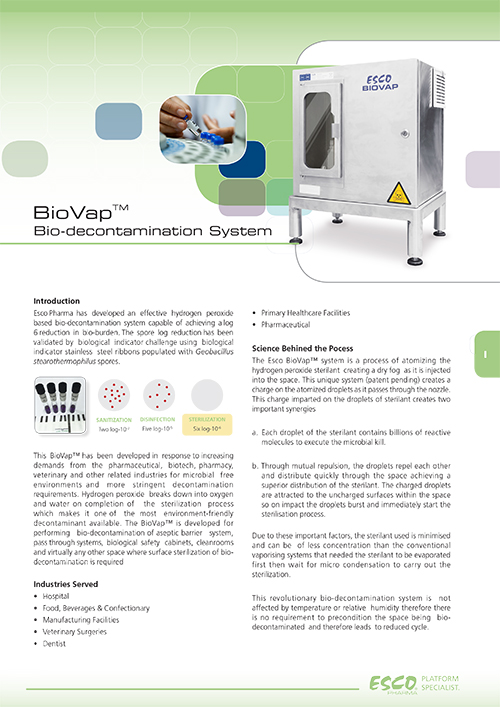 ESCO
BIOVAP
BioVap™
Bio-decontamination System
Introduction
Esco Pharma has developed an effective hydrogen peroxide
based bio-decontamination system capable of achieving a log
6 reduction in bio-burden. The spore log reduction has been
validated by biological indicator challenge using biological
indicator stainless steel ribbons populated with Geobacillus
stearothermophilus spores.
SANITIZATION
Two log-10
DISINFECTION
Five log-10
STERILIZATION
Six log-10
This BioVap™ has been developed in response to increasing
demands from the pharmaceutical, biotech, pharmacy,
veterinary and other related industries for microbial free
environments and more stringent decontamination
requirements. Hydrogen peroxide breaks down into oxygen
and water on completion of the sterilization process
which makes it one of the most environment-friendly
decontaminant available. The BioVap™ is developed for
performing bio-decontamination of aseptic barrier system,
pass through systems, biological safety cabinets, cleanrooms
and virtually any other space where surface sterilization of bio-
decontamination is required
Industries Served
• Hospital
• Food, Beverages & Confectionary
• Manufacturing Facilities
• Veterinary Surgeries
• Dentist
• Primary Healthcare Facilities
• Pharmaceutical
Science Behined the Pocess
The Esco BioVap™ system is a process of atomizing the
hydrogen peroxide sterilant creating a dry fog as it is injected
into the space. This unique system (patent pending) creates a
charge on the atomized droplets as it passes through the nozzle.
This charge imparted on the droplets of sterilant creates two
important synergies
a. Each droplet of the sterilant contains billions of reactive
molecules to execute the microbial kill.
b. Through mutual repulsion, the droplets repel each other
and distribute quickly through the space achieving a
superior distribution of the sterilant. The charged droplets
are attracted to the uncharged surfaces within the space
so on impact the droplets burst and immediately start the
sterilisation process.
Due to these important factors, the sterilant used is minimised
and can be of less concentration than the conventional
vaporising systems that needed the sterilant to be evaporated
first then wait for micro condensation to carry out the
sterilization.
This revolutionary bio-decontamination system is not
affected by temperature or relative humidity therefore there
is no requirement to precondition the space being bio-
decontaminated and therefore leads to reduced cycle.
I
ESCO
PHARMA
PLATFORM
SPECIALIST.